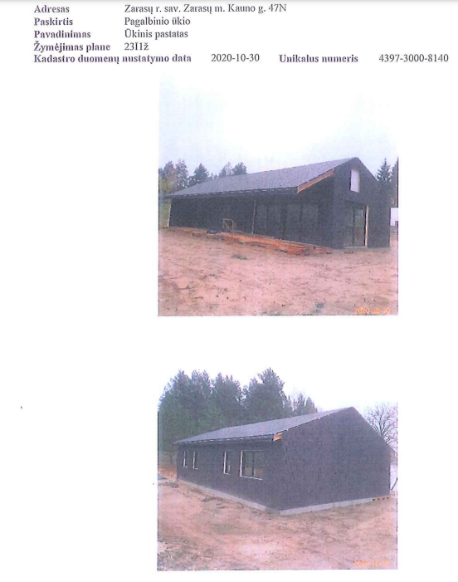 Adresas Zarasų r. sav. Zarasų m. Kauno g. 47N
Paskirtis Pagalbinio ūkio
Pavadinimas Ūkinis pastatas
Žymėjimas plane 23I1ž
Kadastro duomenų nustatymo data 2020-10-30 Unikalus numeris 4397-3000-8140